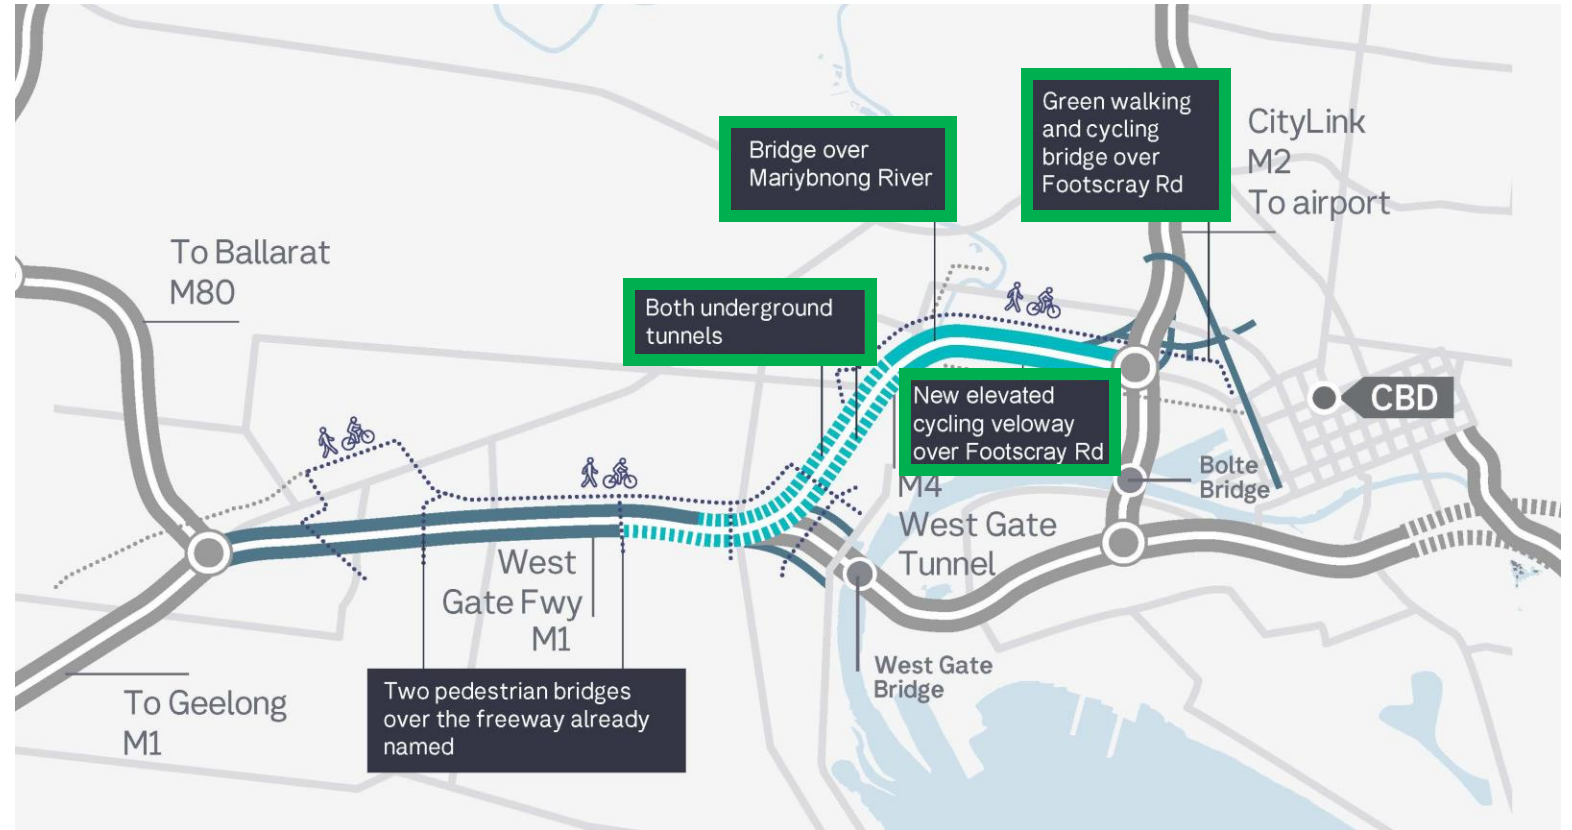 Green walking
and cycling
bridge over
Footscray Rd
CityLink
M2
To airport
Bridge over
Mariybnong River
To Ballarat
M80
Both underground
tunnels
New elevated
cycling veloway
over Footscray Rd
CBD
Bolte
Bridge
M4
West Gate
Tunnel
West
Gate Fwy
M1
West Gate
Bridge
Two pedestrian bridges
over the freeway already
named
To Geelong
M1